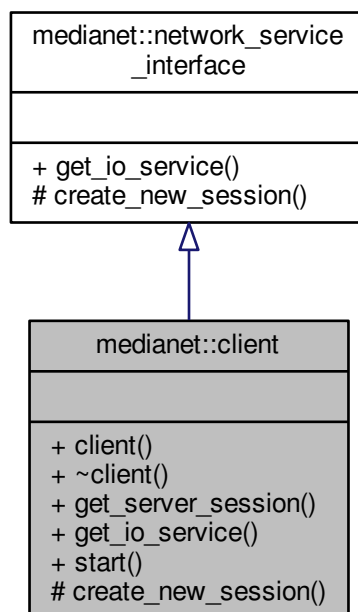 medianet::network_service
_interface
+ get_io_service()
# create_new_session()
medianet::client
+ client()
+ ~client()
+ get_server_session()
+ get_io_service()
+ start()
# create_new_session()